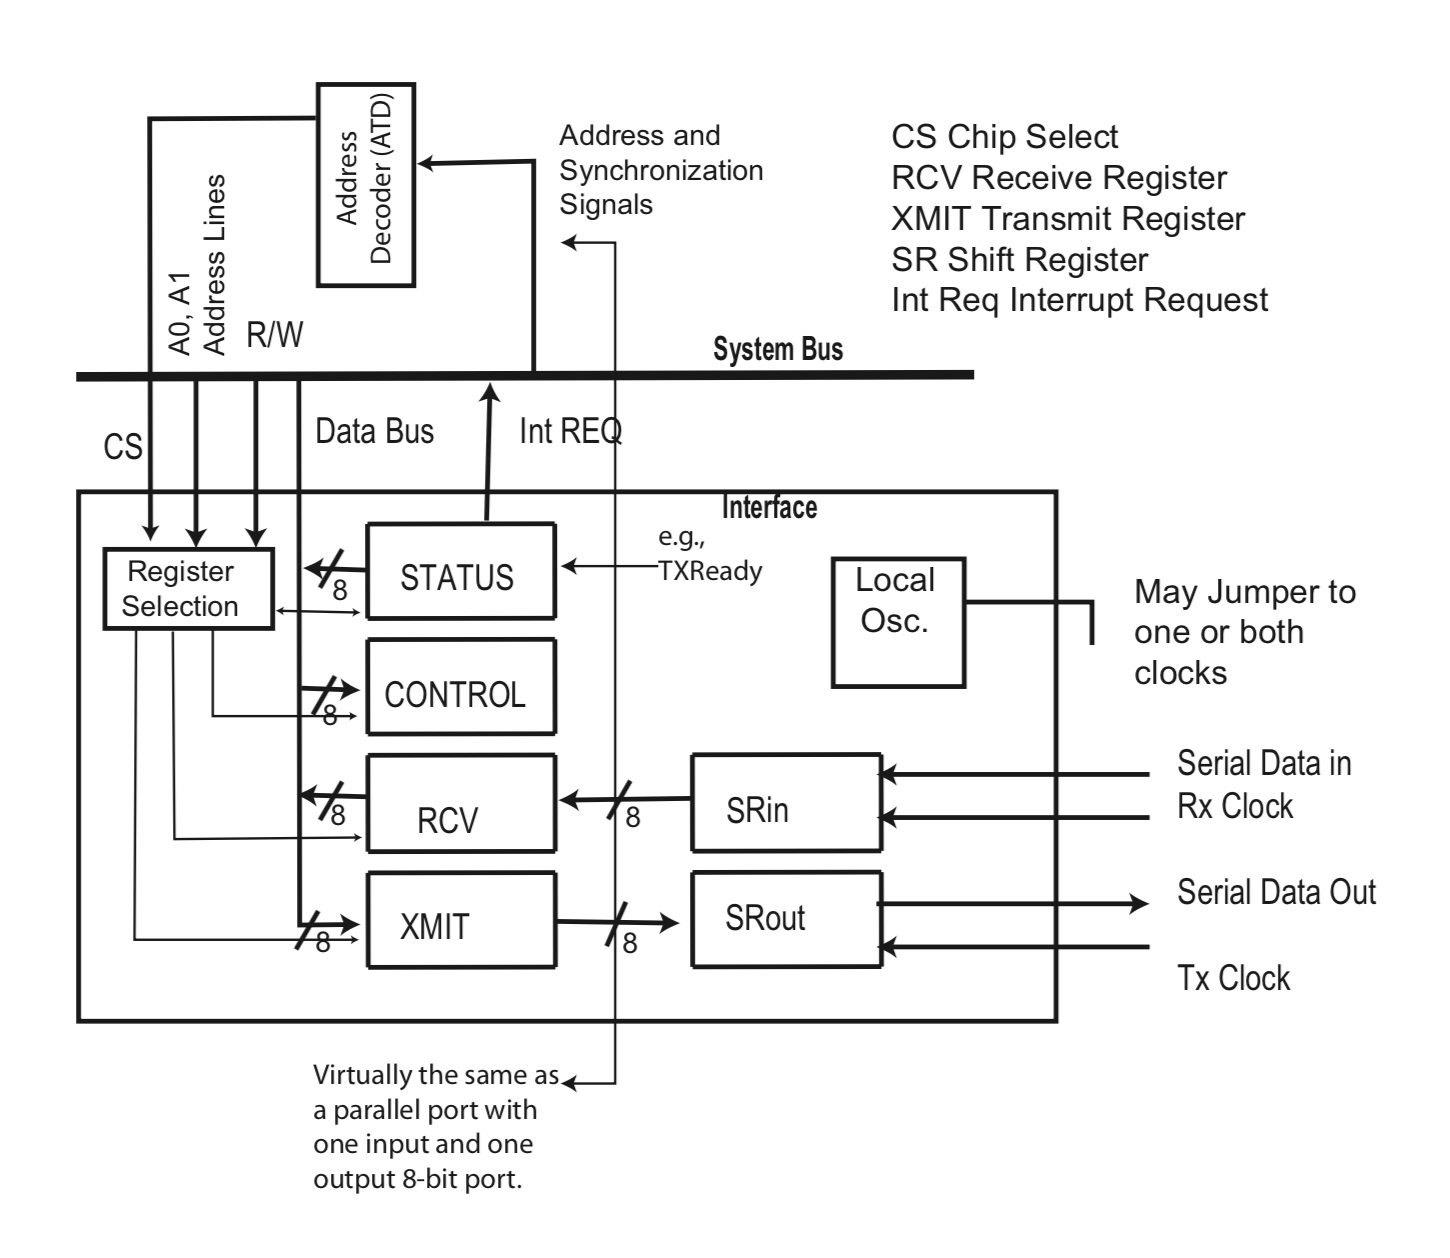 Address
Decoder (ATD)
Address and
Synchronization
Signals
CS Chip Select
RCV Receive Register
XMIT Transmit Register
SR Shift Register
Int Req Interrupt Request
A0, A1
Address Lines
R/W
System Bus
CS
Data Bus
Int REQ
Interface
Register
Selection
8
STATUS
e.g.,
TXReady
Local
Osc.
May Jumper to
one or both
clocks
8
CONTROL
8
RCV
8
SRin
Serial Data in
Rx Clock
8
XMIT
8
SRout
Serial Data Out
Tx Clock
Virtually the same as
a parallel port with
one input and one
output 8-bit port.